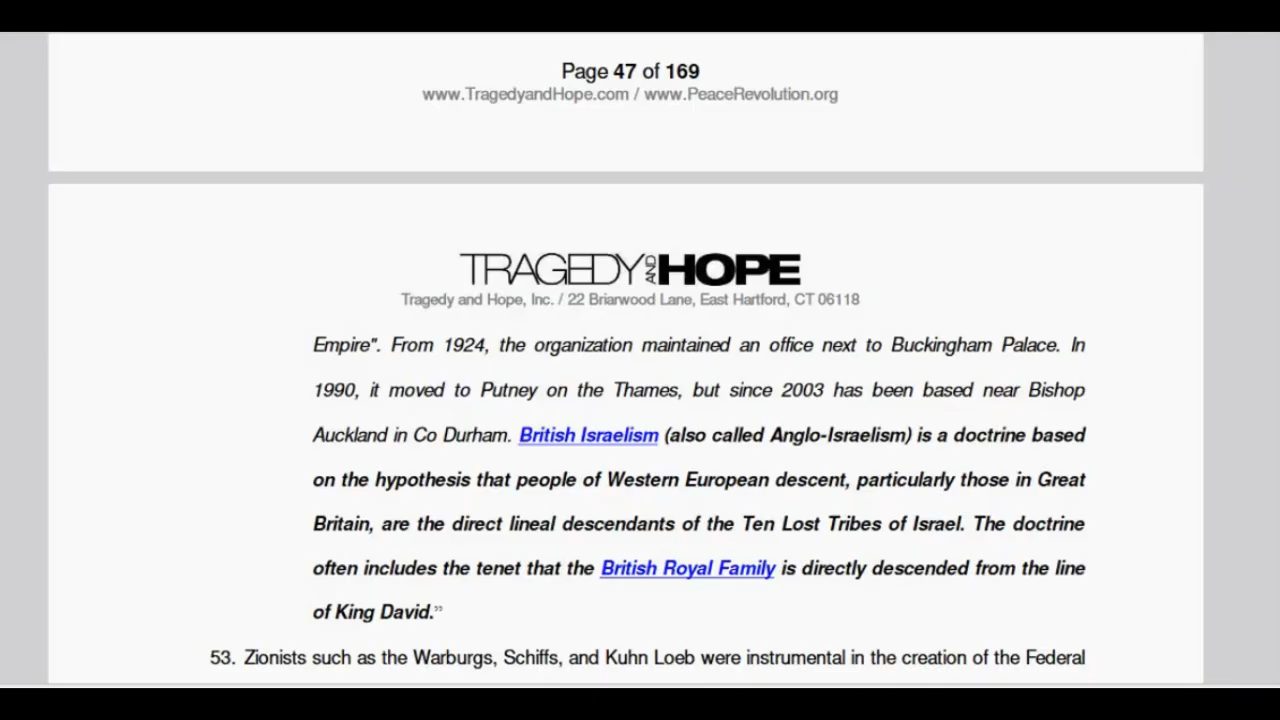 Page 47 of 169
www.TragedyandHope.com / www.PeaceRevolution.org
TRAGEDY AND HOPE
Tragedy and Hope, Inc. / 22 Briarwood Lane, East Hartford, CT 06118
Empire". From 1924, the organization maintained an office next to Buckingham Palace. In
1990, it moved to Putney on the Thames, but since 2003 has been based near Bishop
Auckland in Co Durham. British Israelism (also called Anglo-Israelism) is a doctrine based
on the hypothesis that people of Western European descent, particularly those in Great
Britain, are the direct lineal descendants of the Ten Lost Tribes of Israel. The doctrine
often includes the tenet that the British Royal Family is directly descended from the line
of King David.”
53. Zionists such as the Warburgs, Schiffs, and Kuhn Loeb were instrumental in the creation of the Federal